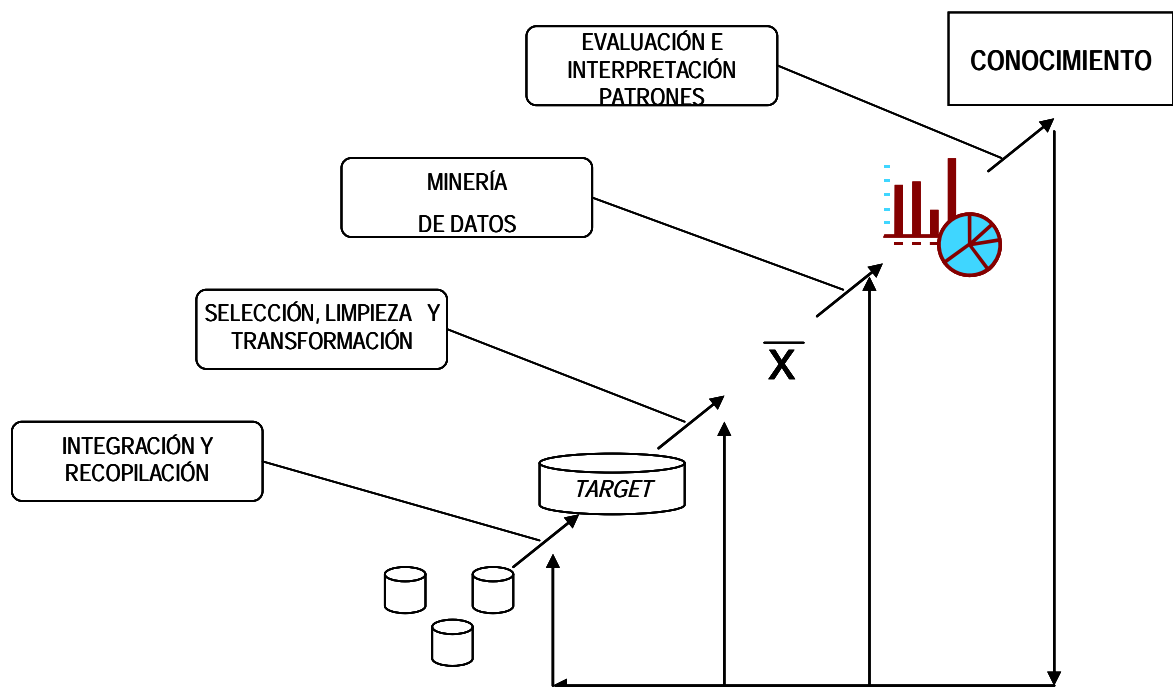 EVALUACIÓN E
INTERPRETACIÓN
PATRONES
CONOCIMIENTO
MINERÍA
DE DATOS
SELECCIÓN, LIMPIEZA Y
TRANSFORMACIÓN
X̅
INTEGRACIÓN Y
RECOPILACIÓN
TARGET